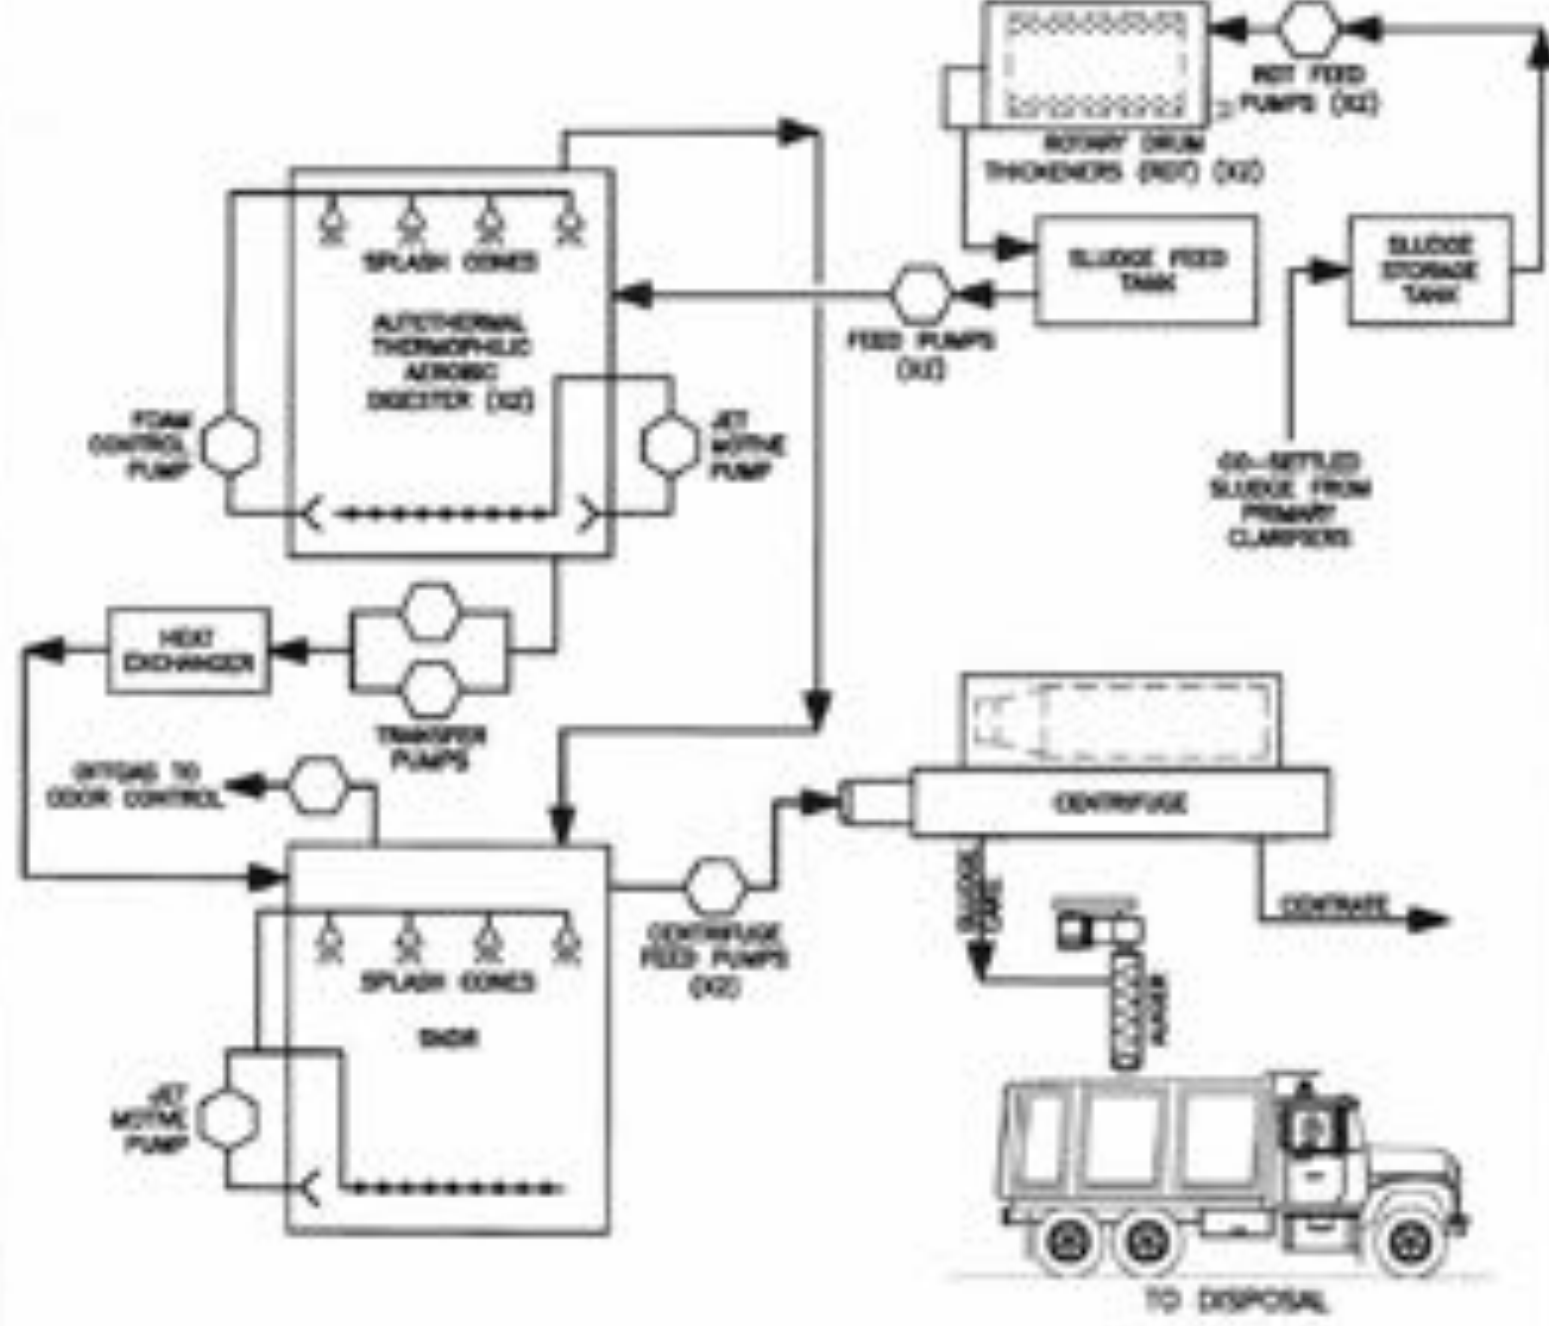 RDT FEED
PUMPS (X2)
ROTARY DRUM
THICKENERS (RDT) (X2)
SPLASH CONES
SLUDGE FEED
TANK
SLUDGE
STORAGE
TANK
AUTOTHERMAL
THERMOPHILIC
AEROBIC
DIGESTER (X2)
FEED PUMPS
(X2)
FOAM
CONTROL
PUMP
JET
MOTIVE
PUMP
CO-SETTLED
SLUDGE FROM
PRIMARY
CLARIFIERS
HEAT
EXCHANGER
TRANSFER
PUMPS
OFFGAS TO
ODOR CONTROL
CENTRIFUGE
SLUDGE
CAKE
CENTRATE
CENTRIFUGE
FEED PUMPS
(X2)
SPLASH CONES
SNDR
AUGER
JET
MOTIVE
PUMP
TO DISPOSAL